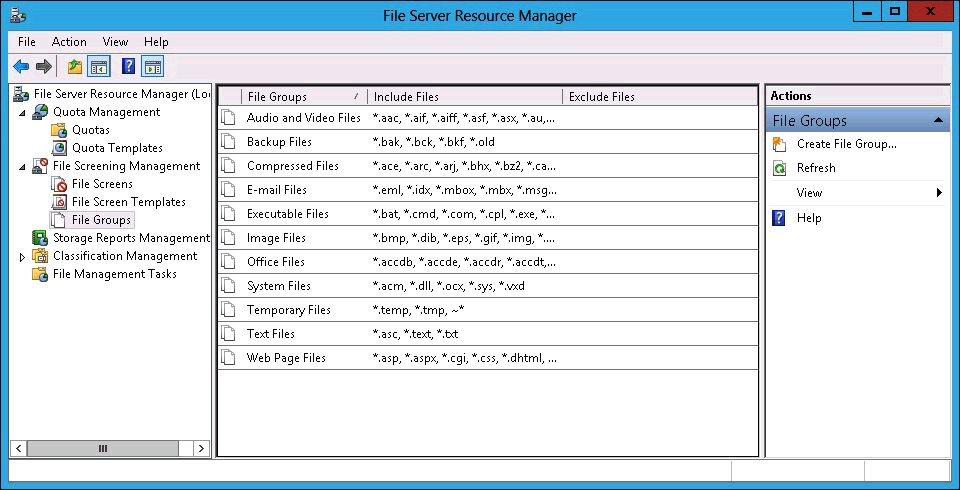 File Server Resource Manager
File Action View Help
File Server Resource Manager (Loc
Quota Management
Quotas
Quota Templates
File Screening Management
File Screens
File Screen Templates
File Groups
Storage Reports Management
Classification Management
File Management Tasks
File Groups Include Files Exclude Files
Audio and Video Files *.aac, *.aif, *.aiff, *.asf, *.asx, *.au,...
Backup Files *.bak, *.bck, *.bkf, *.old
Compressed Files *.ace, *.arc, *.arj, *.bhx, *.bz2, *.ca...
E-mail Files *.eml, *.idx, *.mbox, *.mbx, *.msg...
Executable Files *.bat, *.cmd, *.com, *.cpl, *.exe, *...
Image Files *.bmp, *.dib, *.eps, *.gif, *.img, *....
Office Files *.accdb, *.accde, *.accdr, *.accdt,...
System Files *.acm, *.dll, *.ocx, *.sys, *.vxd
Temporary Files *.temp, *.tmp, ~*
Text Files *.asc, *.text, *.txt
Web Page Files *.asp, *.aspx, *.cgi, *.css, *.dhtml, ...
Actions
File Groups
Create File Group...
Refresh
View
Help